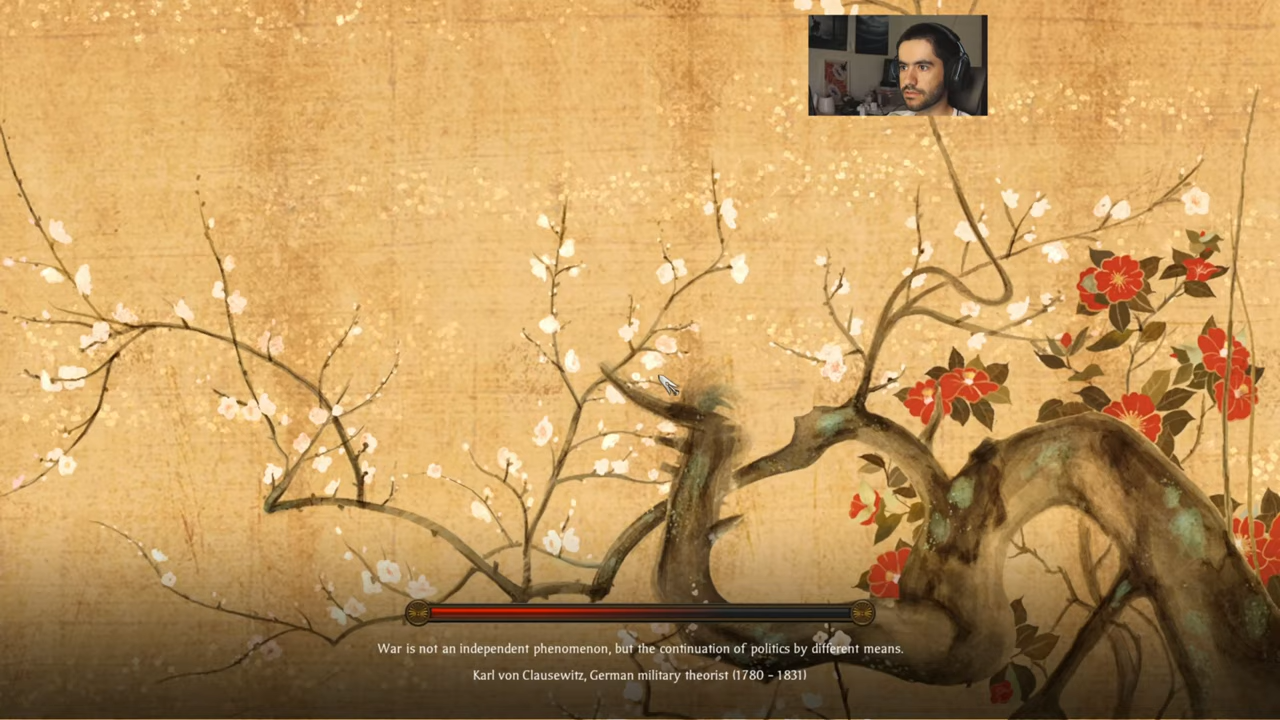 War is not an independent phenomenon, but the continuation of politics by different means.
Karl von Clausewitz, German military theorist (1780 - 1831)